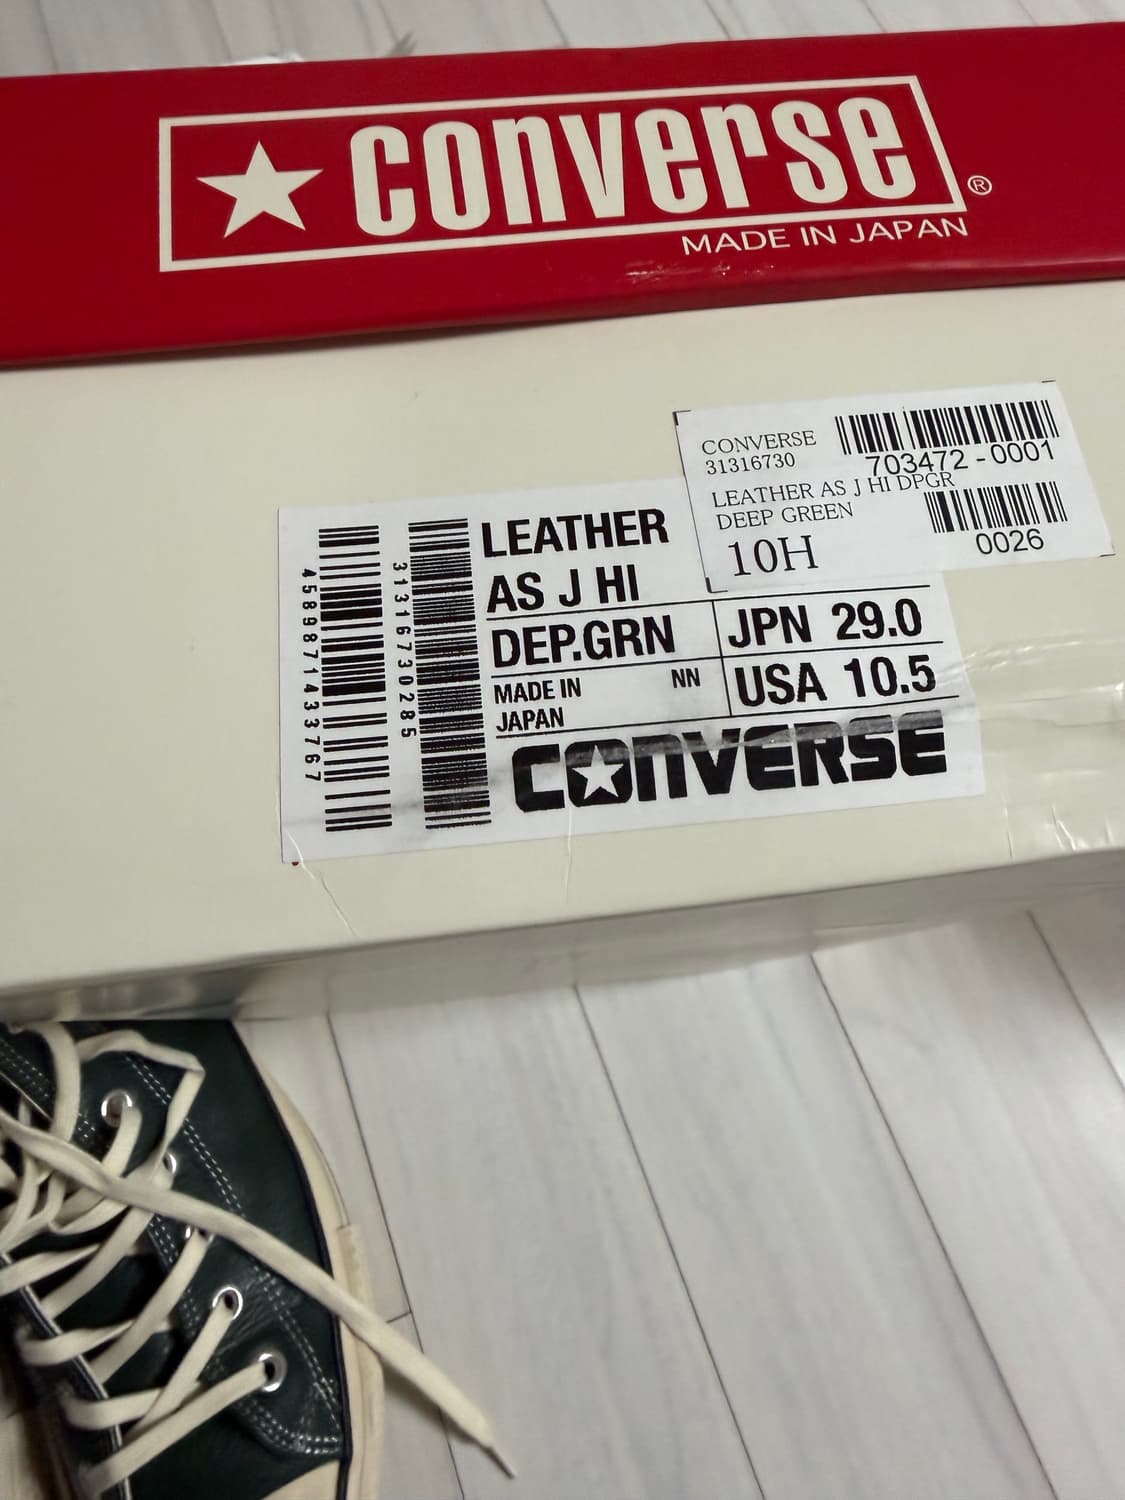 CONVERSE®
MADE IN JAPAN
CONVERSE
31316730
703472-0001
LEATHER AS J HI DPGR
DEEP GREEN
10H
0026
4589871433767
31316730285
LEATHER
AS J HI
DEP.GRN
JPN 29.0
MADE IN
JAPAN
NN
USA 10.5
CONVERSE